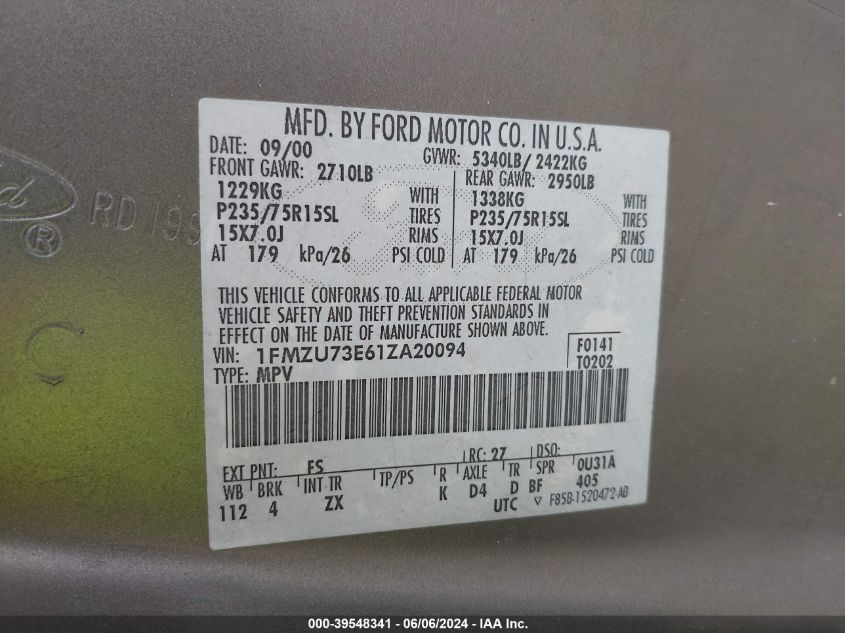 MFD. BY FORD MOTOR CO. IN U.S.A.
DATE: 09/00 GVWR: 5340LB/ 2422KG
FRONT GAWR: 2710LB REAR GAWR: 2950LB
1229KG WITH 1338KG WITH
P235/75R15SL TIRES P235/75R15SL TIRES
15X7.0J RIMS 15X7.0J RIMS
AT 179 kPa/26 PSI COLD AT 179 kPa/26 PSI COLD
THIS VEHICLE CONFORMS TO ALL APPLICABLE FEDERAL MOTOR
VEHICLE SAFETY AND THEFT PREVENTION STANDARDS IN
EFFECT ON THE DATE OF MANUFACTURE SHOWN ABOVE.
VIN: 1FMZU73E61ZA20094 F0141
TYPE: MPV T0202
EXT PNT: FS RC: 27 DSO:
WB BRK INT TR TP/PS R AXLE TR SPR 0U31A
112 4 ZX K D4 D BF 405
UTC ▽ F85B-1520472-AB
RD 199
®
C
000-39548341 - 06/06/2024 - IAA Inc.